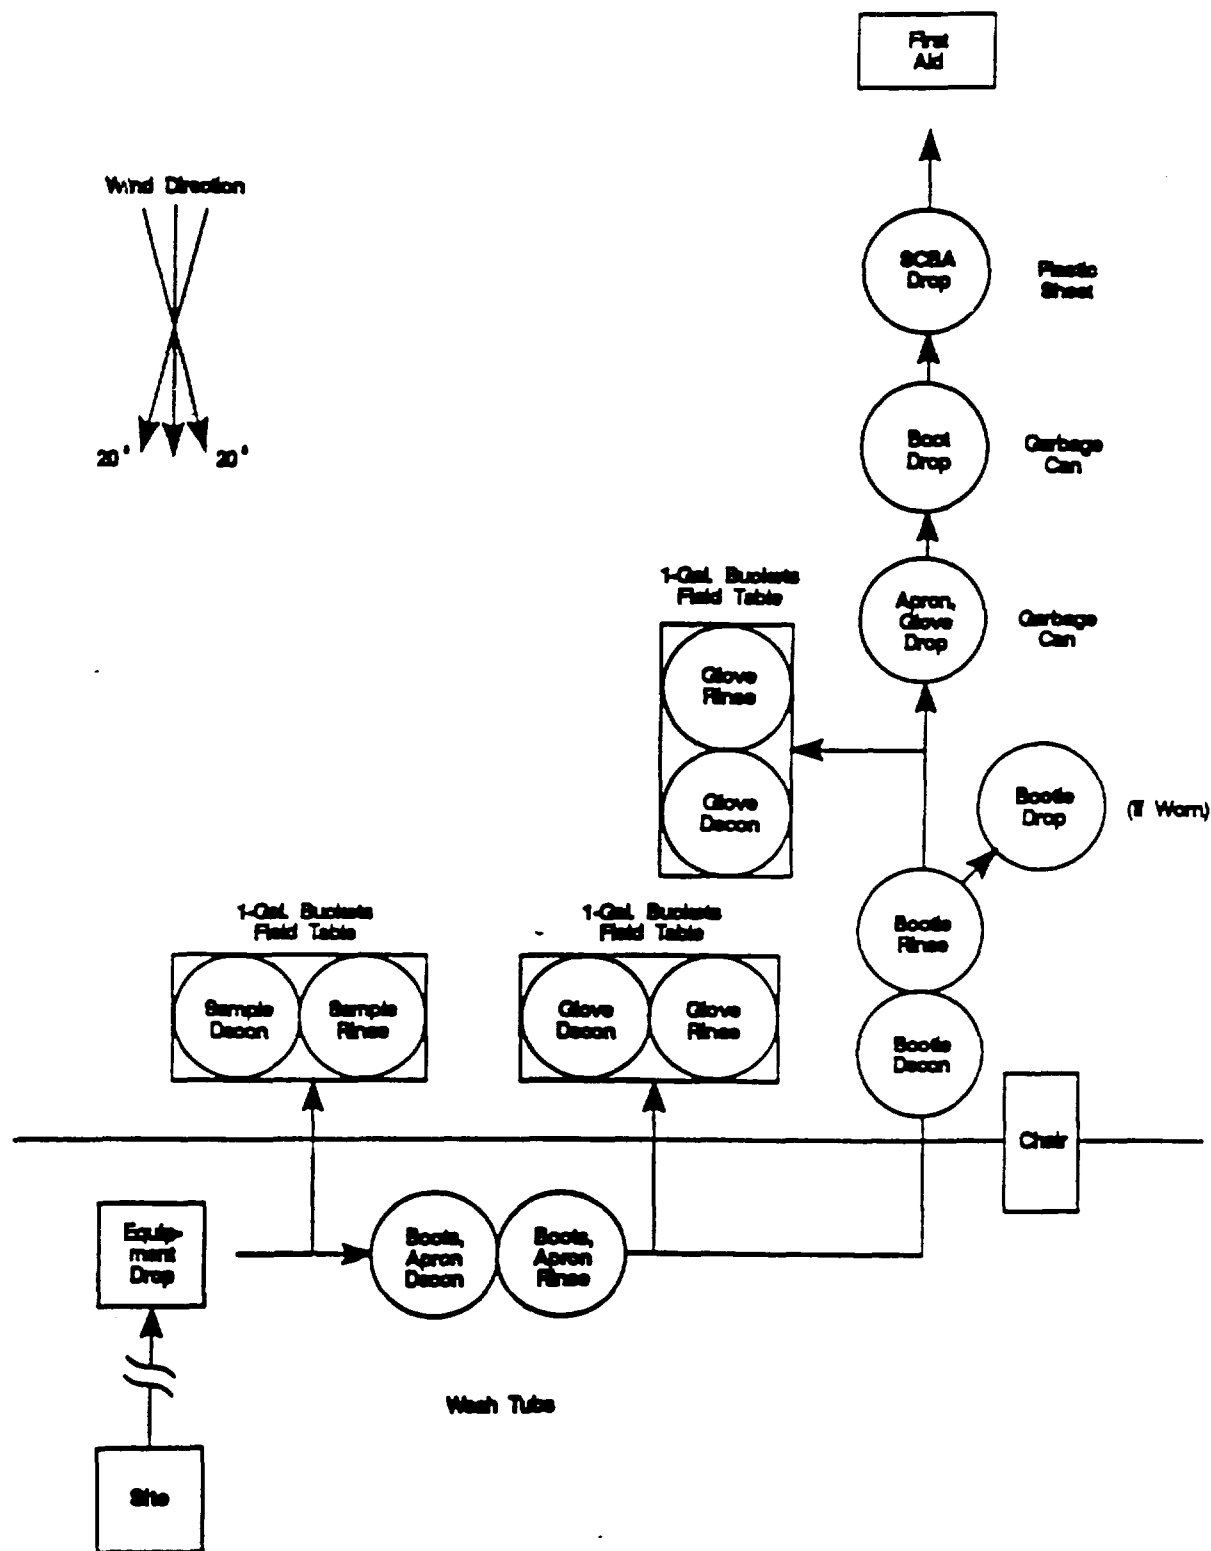 First
Aid
Wind Direction
SCBA
Drop
Plastic
Sheet
20°
20°
Boot
Drop
Garbage
Can
1-Gal. Buckets
Field Table
Apron,
Glove
Drop
Garbage
Can
Glove
Rinse
Glove
Decon
Bootie
Drop
(If Worn)
1-Gal. Buckets
Field Table
1-Gal. Buckets
Field Table
Bootie
Rinse
Sample
Decon
Sample
Rinse
Glove
Decon
Glove
Rinse
Bootie
Decon
Chair
Equip-
ment
Drop
Boots,
Apron
Decon
Boots,
Apron
Rinse
Wash Tubs
Site